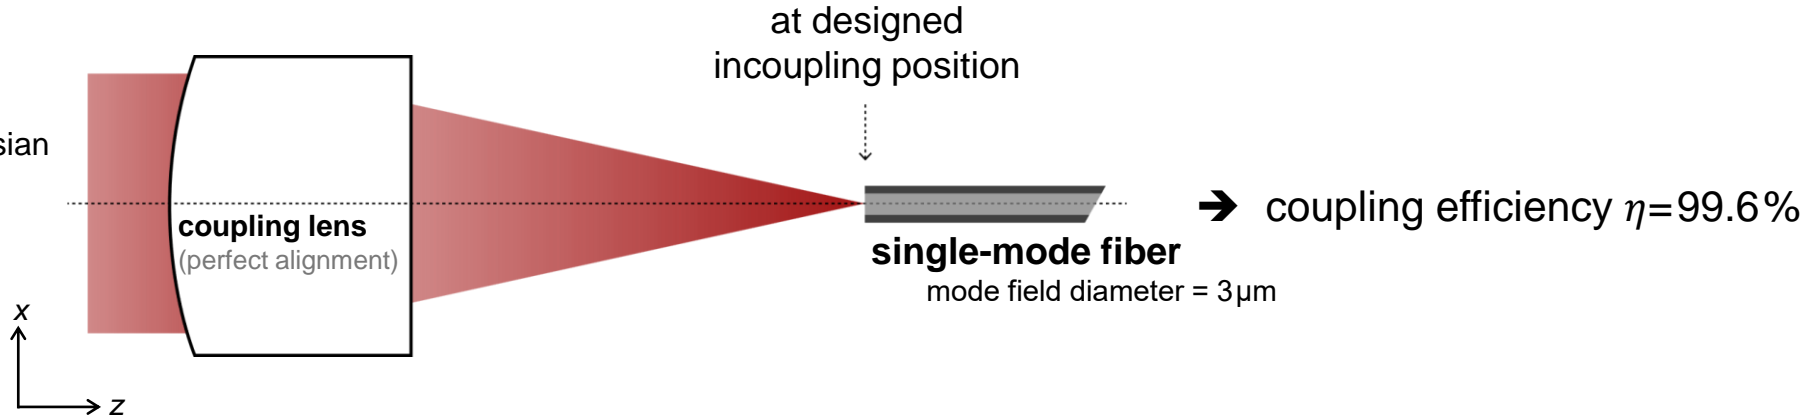 at designed
incoupling position
sian
coupling lens
(perfect alignment)
➔ coupling efficiency η=99.6%
single-mode fiber
mode field diameter = 3µm
x
z